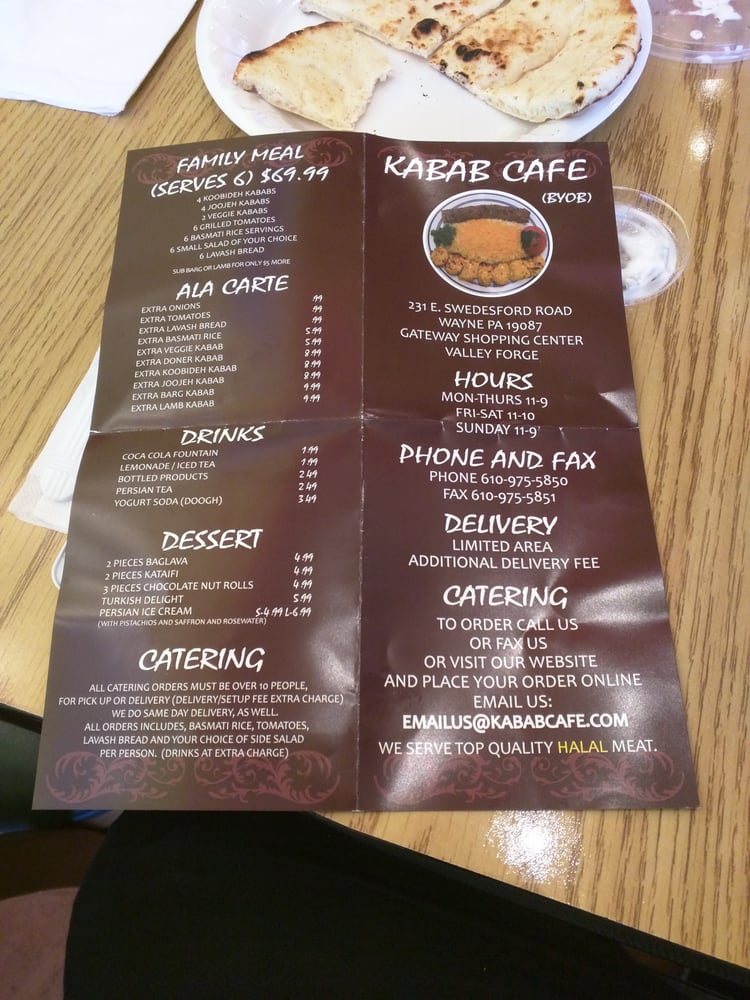 FAMILY MEAL
(SERVES 6) $69.99
4 KOOBIDEH KABABS
4 JOOJEH KABABS
2 VEGGIE KABABS
6 GRILLED TOMATOES
6 BASMATI RICE SERVINGS
6 SMALL SALAD OF YOUR CHOICE
6 LAVASH BREAD
SUB BARG OR LAMB FOR ONLY $5 MORE
ALA CARTE
EXTRA ONIONS .99
EXTRA TOMATOES .99
EXTRA LAVASH BREAD .99
EXTRA BASMATI RICE 5.99
EXTRA VEGGIE KABAB 5.99
EXTRA DONER KABAB 8.99
EXTRA KOOBIDEH KABAB 8.99
EXTRA JOOJEH KABAB 8.99
EXTRA BARG KABAB 9.99
EXTRA LAMB KABAB 9.99
DRINKS
COCA COLA FOUNTAIN 1.99
LEMONADE / ICED TEA 1.99
BOTTLED PRODUCTS 2.49
PERSIAN TEA 2.49
YOGURT SODA (DOOGH) 3.49
DESSERT
2 PIECES BAGLAVA 4.99
2 PIECES KATAIFI 4.99
3 PIECES CHOCOLATE NUT ROLLS 4.99
TURKISH DELIGHT 5.99
PERSIAN ICE CREAM S-4.99 L-6.99
(WITH PISTACHIOS AND SAFFRON AND ROSEWATER)
CATERING
ALL CATERING ORDERS MUST BE OVER 10 PEOPLE,
FOR PICK UP OR DELIVERY (DELIVERY/SETUP FEE EXTRA CHARGE)
WE DO SAME DAY DELIVERY, AS WELL.
ALL ORDERS INCLUDES, BASMATI RICE, TOMATOES,
LAVASH BREAD AND YOUR CHOICE OF SIDE SALAD
PER PERSON. (DRINKS AT EXTRA CHARGE)
KABAB CAFE
(BYOB)
231 E. SWEDESFORD ROAD
WAYNE PA 19087
GATEWAY SHOPPING CENTER
VALLEY FORGE
HOURS
MON-THURS 11-9
FRI-SAT 11-10
SUNDAY 11-9
PHONE AND FAX
PHONE 610-975-5850
FAX 610-975-5851
DELIVERY
LIMITED AREA
ADDITIONAL DELIVERY FEE
CATERING
TO ORDER CALL US
OR FAX US
OR VISIT OUR WEBSITE
AND PLACE YOUR ORDER ONLINE
EMAIL US:
EMAILUS@KABABCAFE.COM
WE SERVE TOP QUALITY HALAL MEAT.